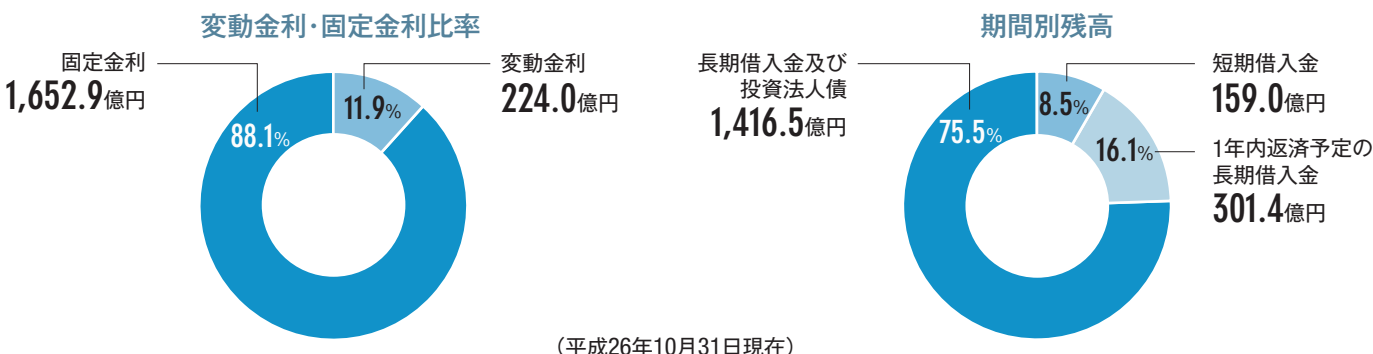 変動金利・固定金利比率
固定金利
1,652.9億円
88.1%
11.9%
変動金利
224.0億円
期間別残高
長期借入金及び
投資法人債
1,416.5億円
75.5%
8.5%
16.1%
短期借入金
159.0億円
1年内返済予定の
長期借入金
301.4億円
（平成26年10月31日現在）